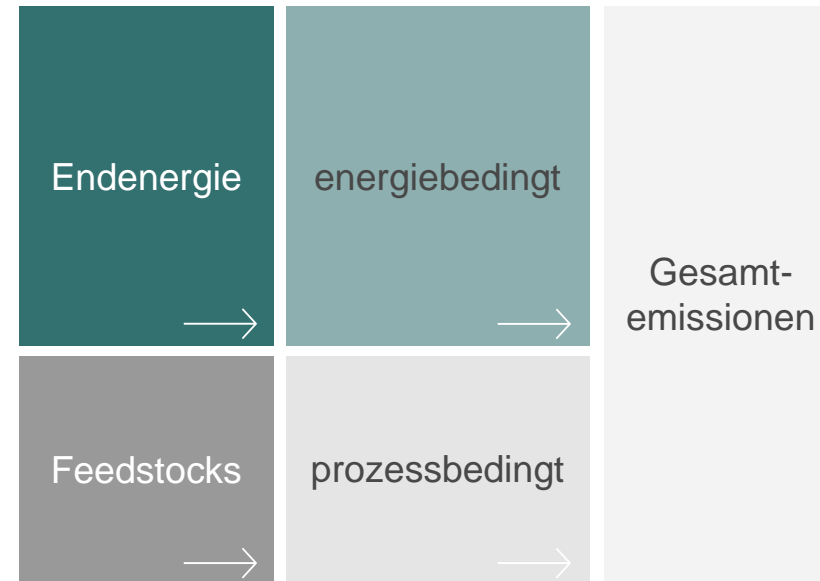 Endenergie
energiebedingt
Gesamt-
emissionen
Feedstocks
prozessbedingt